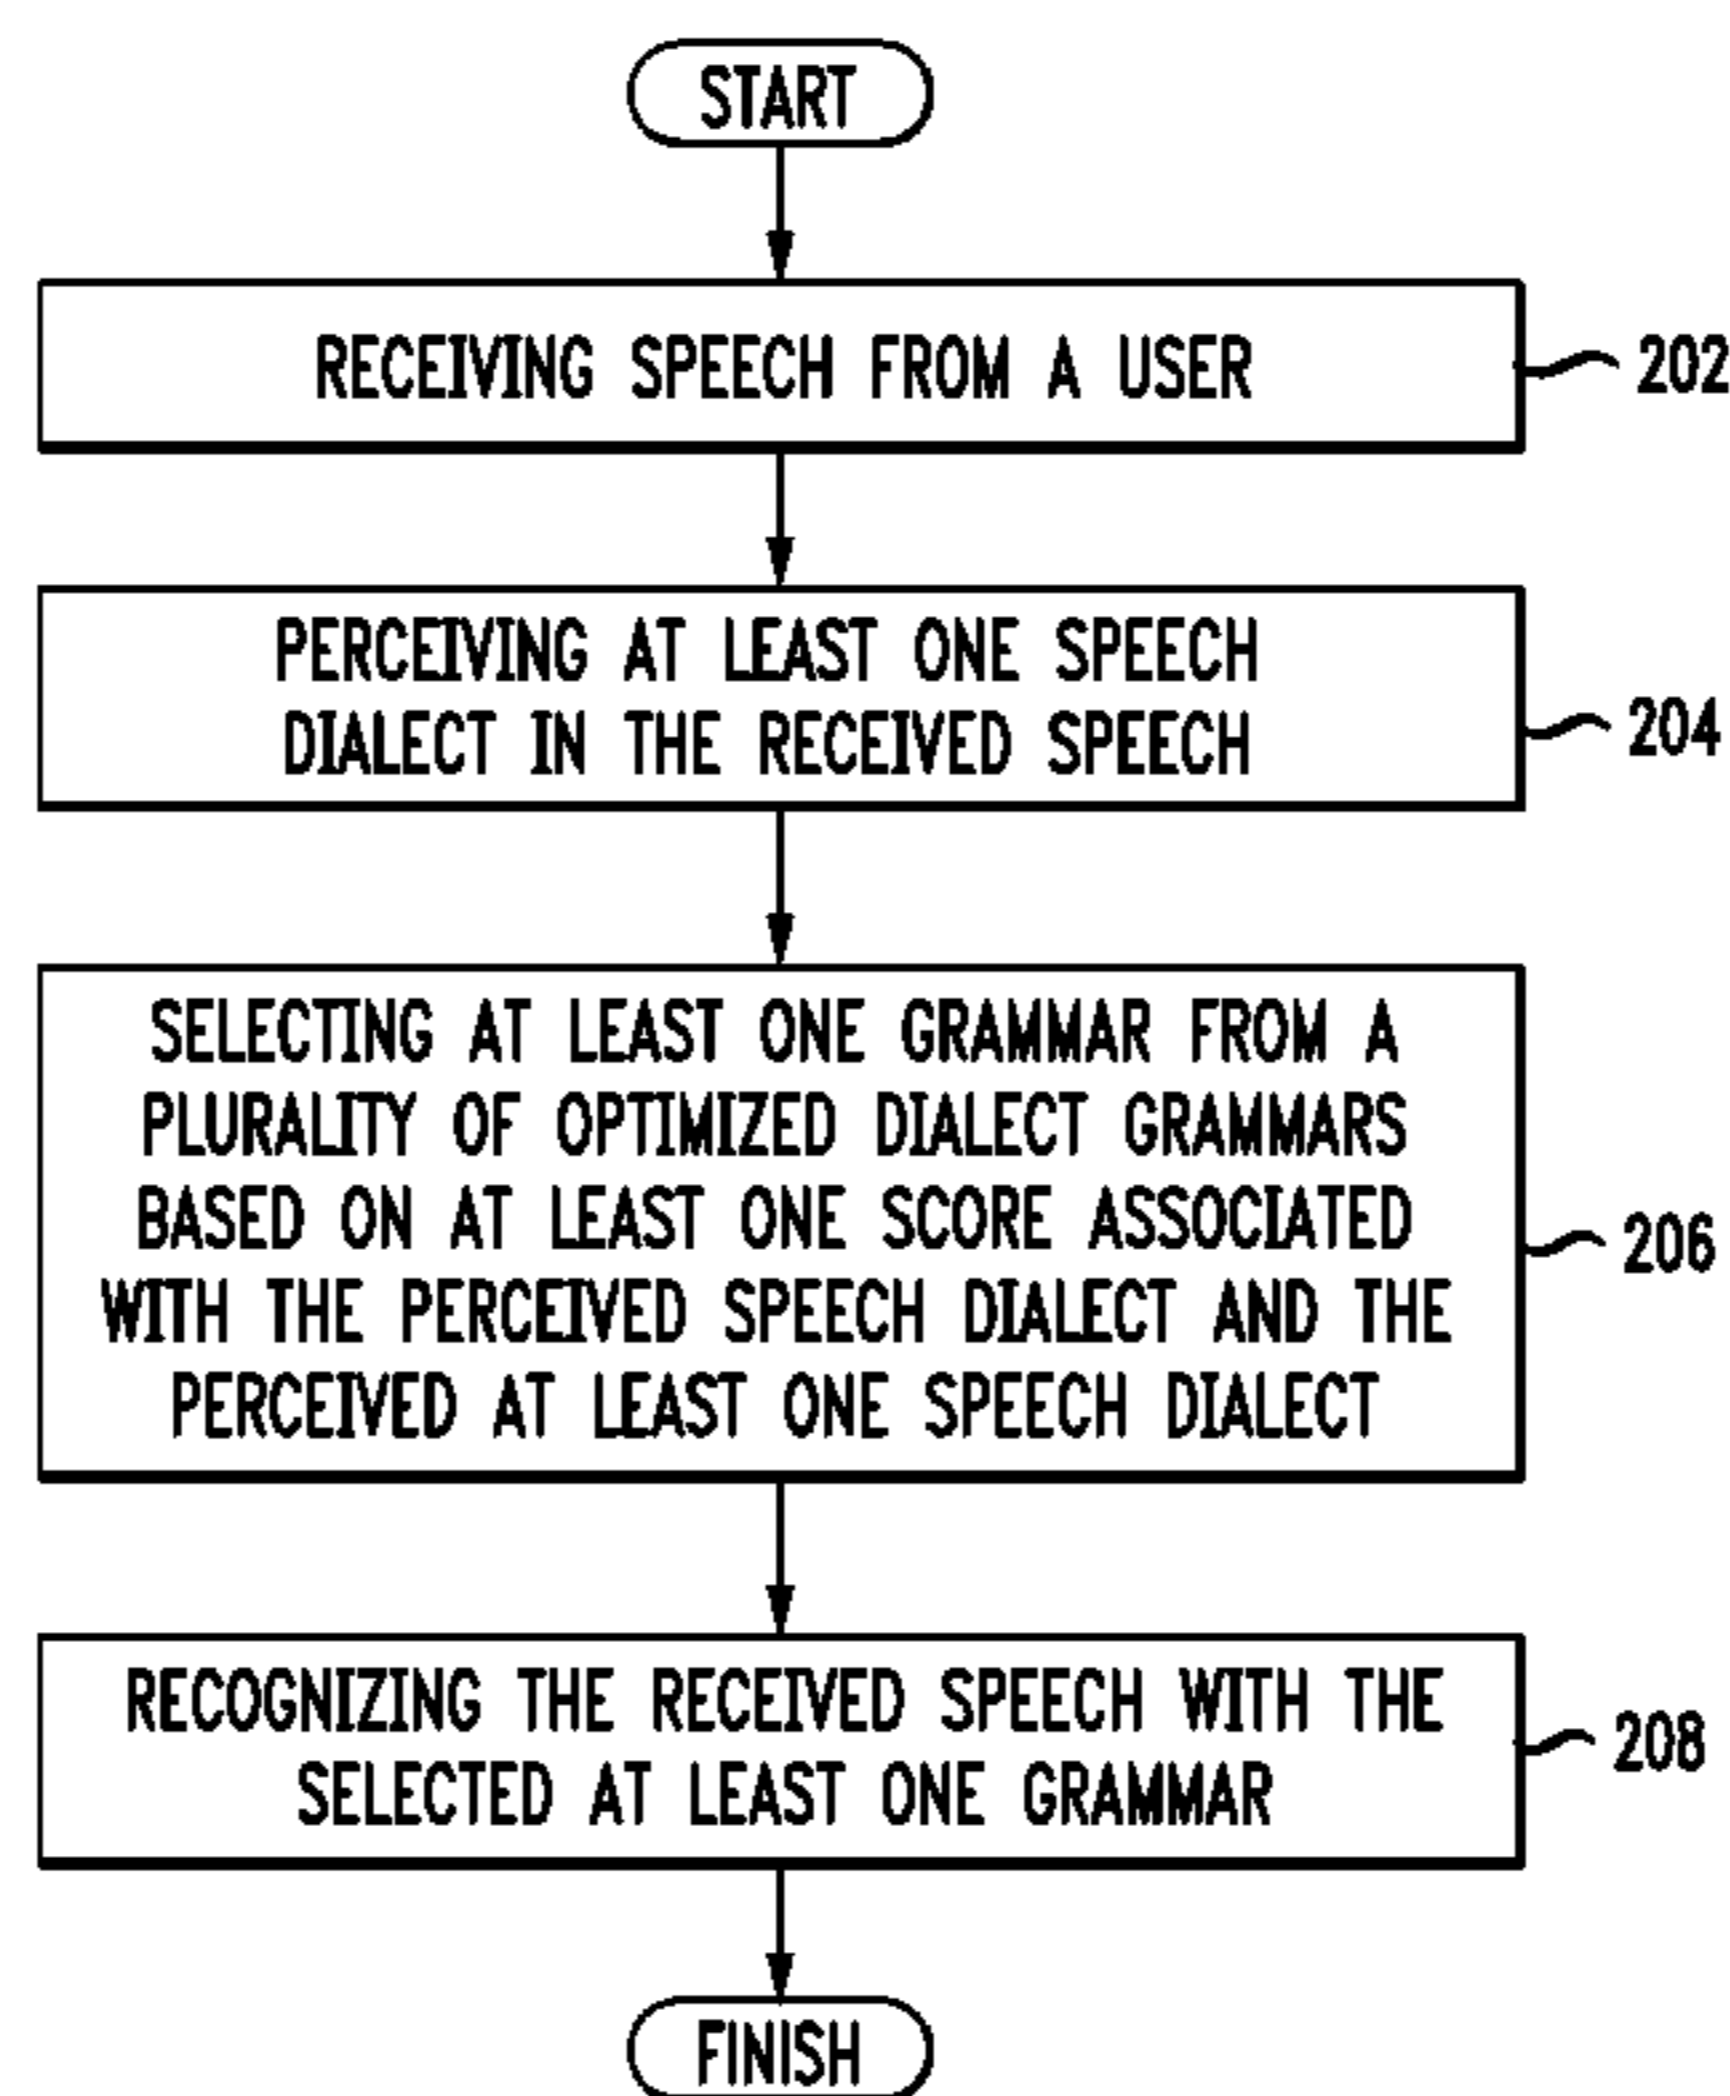 START
RECEIVING SPEECH FROM A USER
202
PERCEIVING AT LEAST ONE SPEECH
DIALECT IN THE RECEIVED SPEECH
204
SELECTING AT LEAST ONE GRAMMAR FROM A
PLURALITY OF OPTIMIZED DIALECT GRAMMARS
BASED ON AT LEAST ONE SCORE ASSOCIATED
WITH THE PERCEIVED SPEECH DIALECT AND THE
PERCEIVED AT LEAST ONE SPEECH DIALECT
206
RECOGNIZING THE RECEIVED SPEECH WITH THE
SELECTED AT LEAST ONE GRAMMAR
208
FINISH